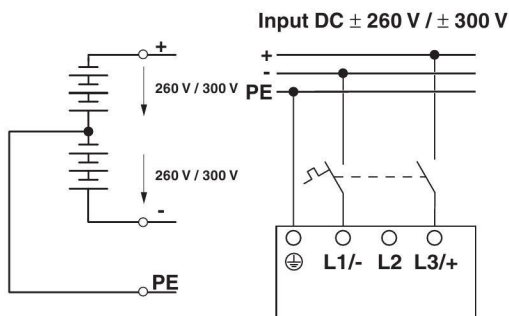 Input DC ± 260 V / ± 300 V
+
260 V / 300 V
260 V / 300 V
-
PE
+
-
PE
L1/- L2 L3/+